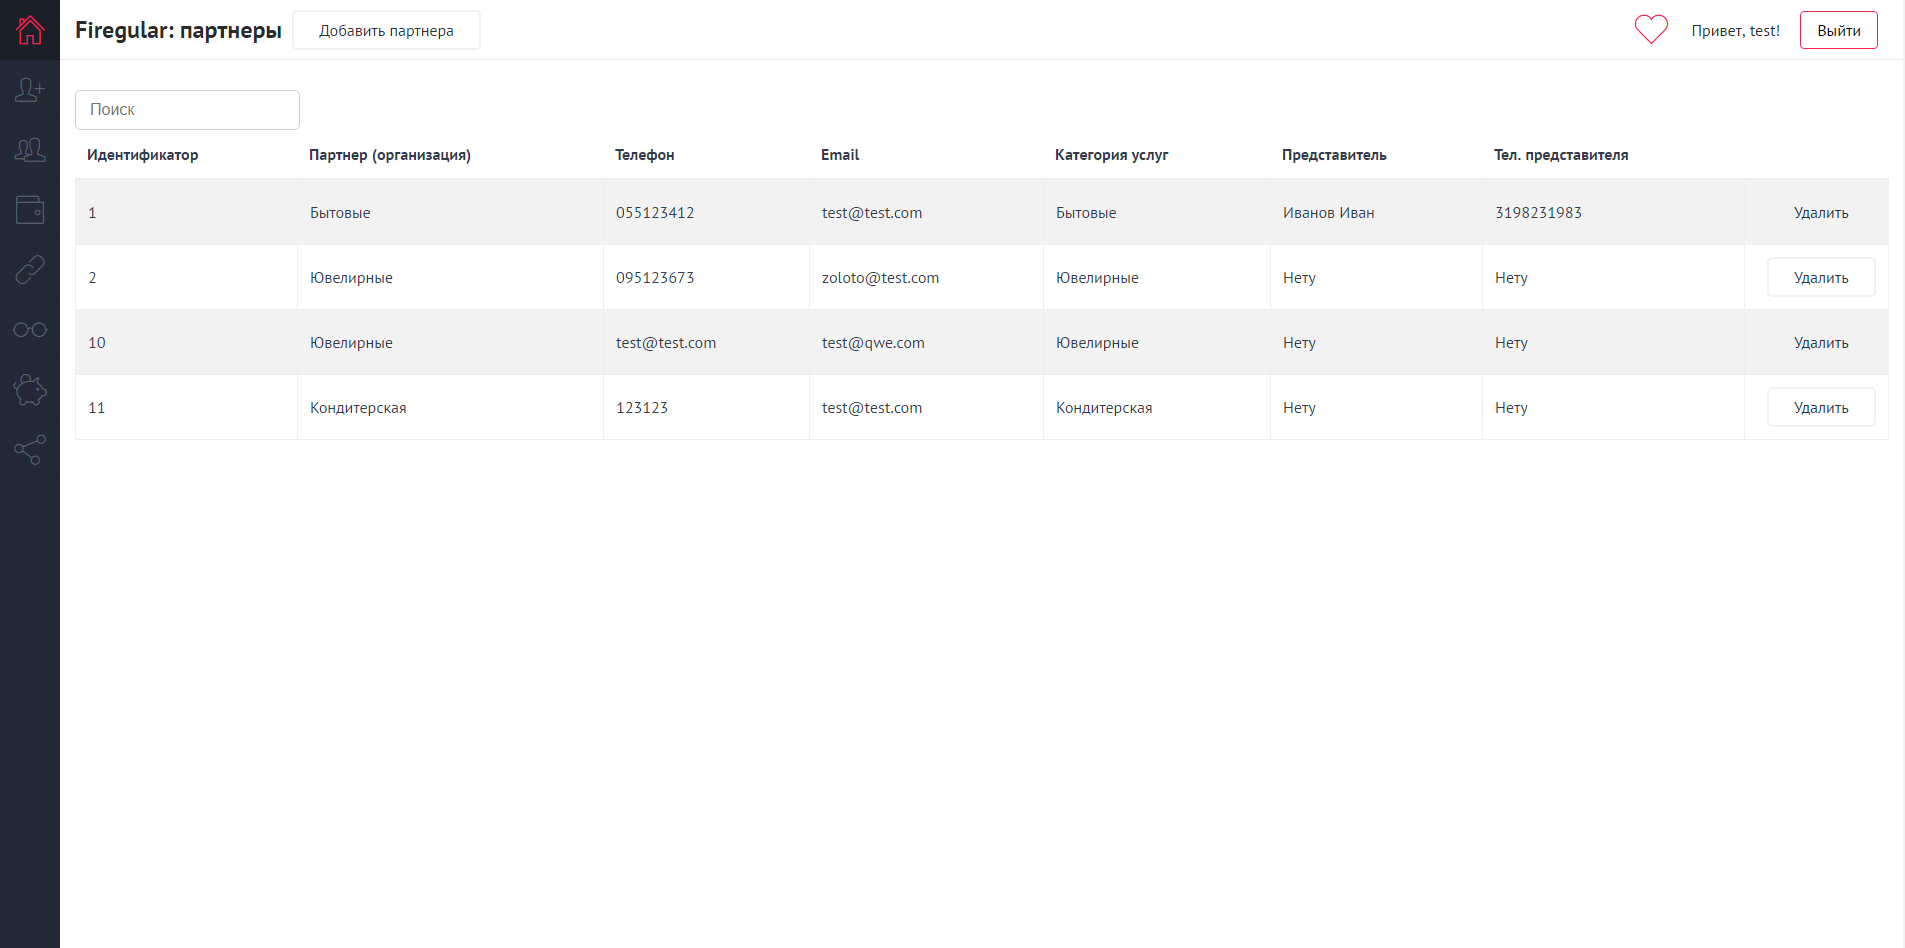 Firegular: партнеры Добавить партнера Привет, test! Выйти
Поиск
Идентификатор Партнер (организация) Телефон Email Категория услуг Представитель Тел. представителя
1 Бытовые 055123412 test@test.com Бытовые Иванов Иван 3198231983 Удалить
2 Ювелирные 095123673 zoloto@test.com Ювелирные Нету Нету Удалить
10 Ювелирные test@test.com test@qwe.com Ювелирные Нету Нету Удалить
11 Кондитерская 123123 test@test.com Кондитерская Нету Нету Удалить